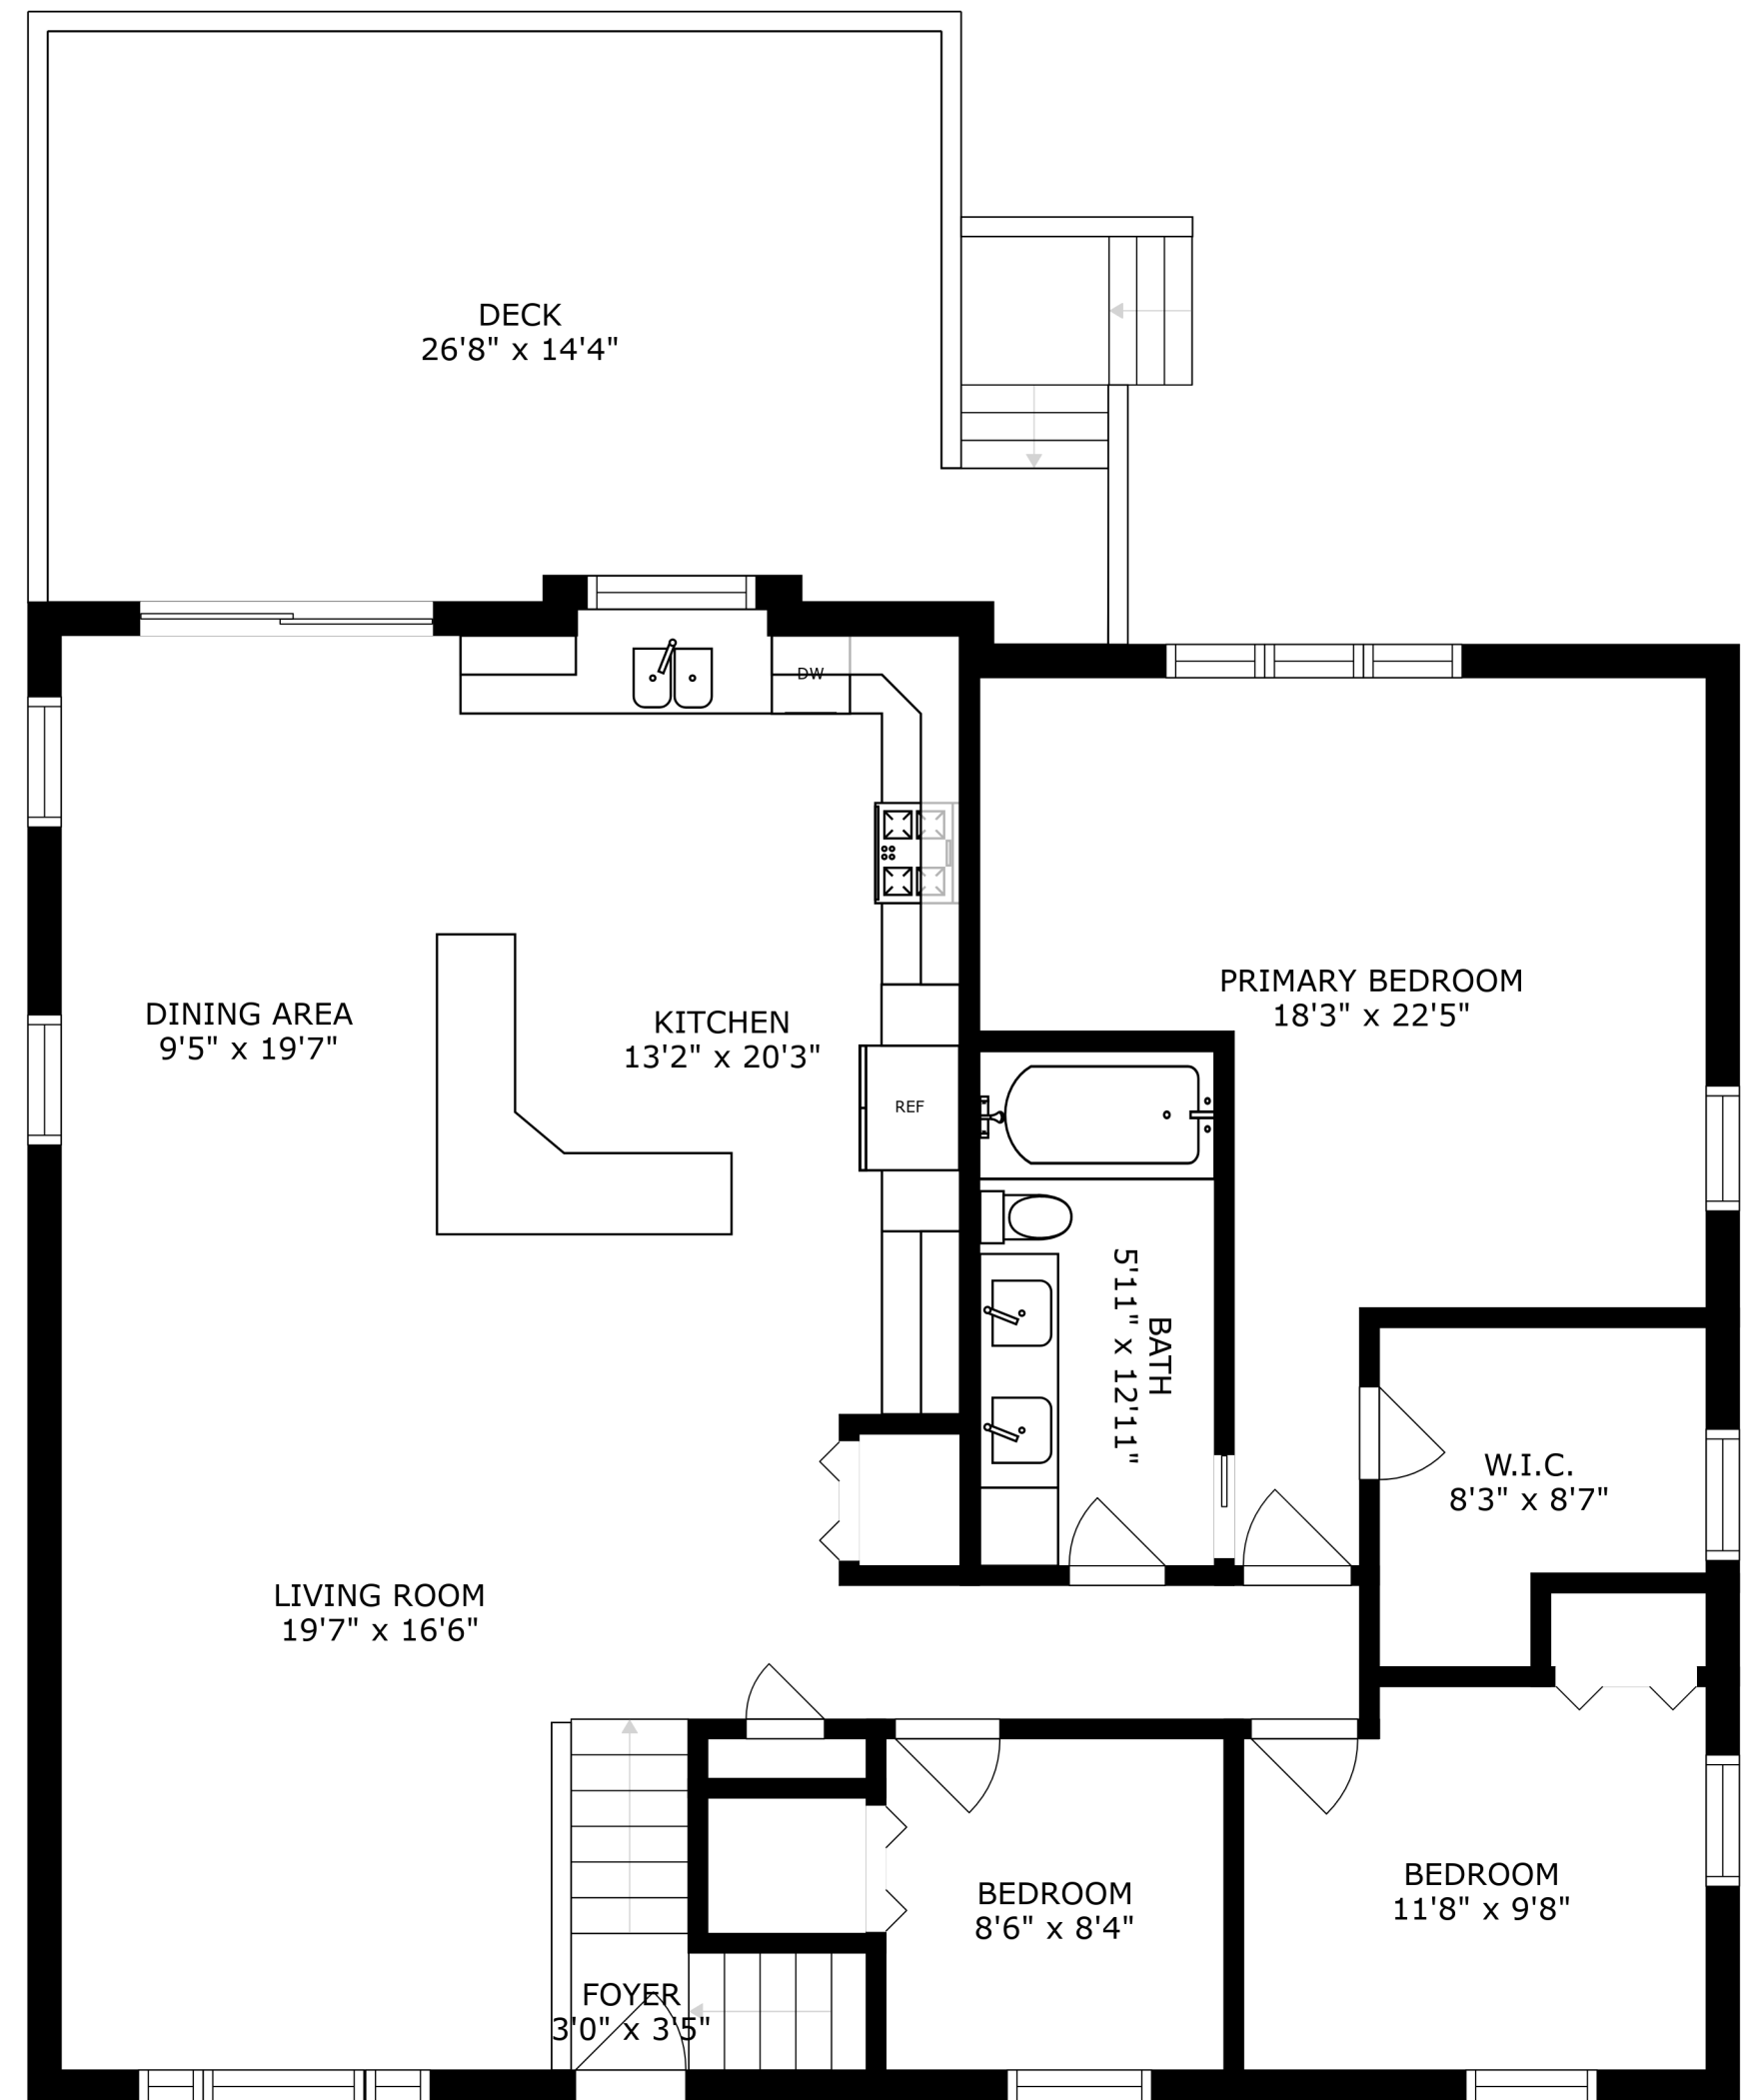 DECK
26'8" x 14'4"
DW
PRIMARY BEDROOM
18'3" x 22'5"
DINING AREA
9'5" x 19'7"
KITCHEN
13'2" x 20'3"
REF
BATH
5'11" x 12'11"
W.I.C.
8'3" x 8'7"
LIVING ROOM
19'7" x 16'6"
BEDROOM
11'8" x 9'8"
BEDROOM
8'6" x 8'4"
FOYER
3'0" x 3'5"